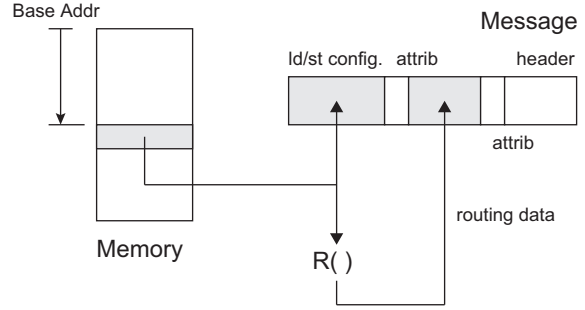 Base Addr
Message
ld/st config.
attrib
header
attrib
routing data
Memory
R( )